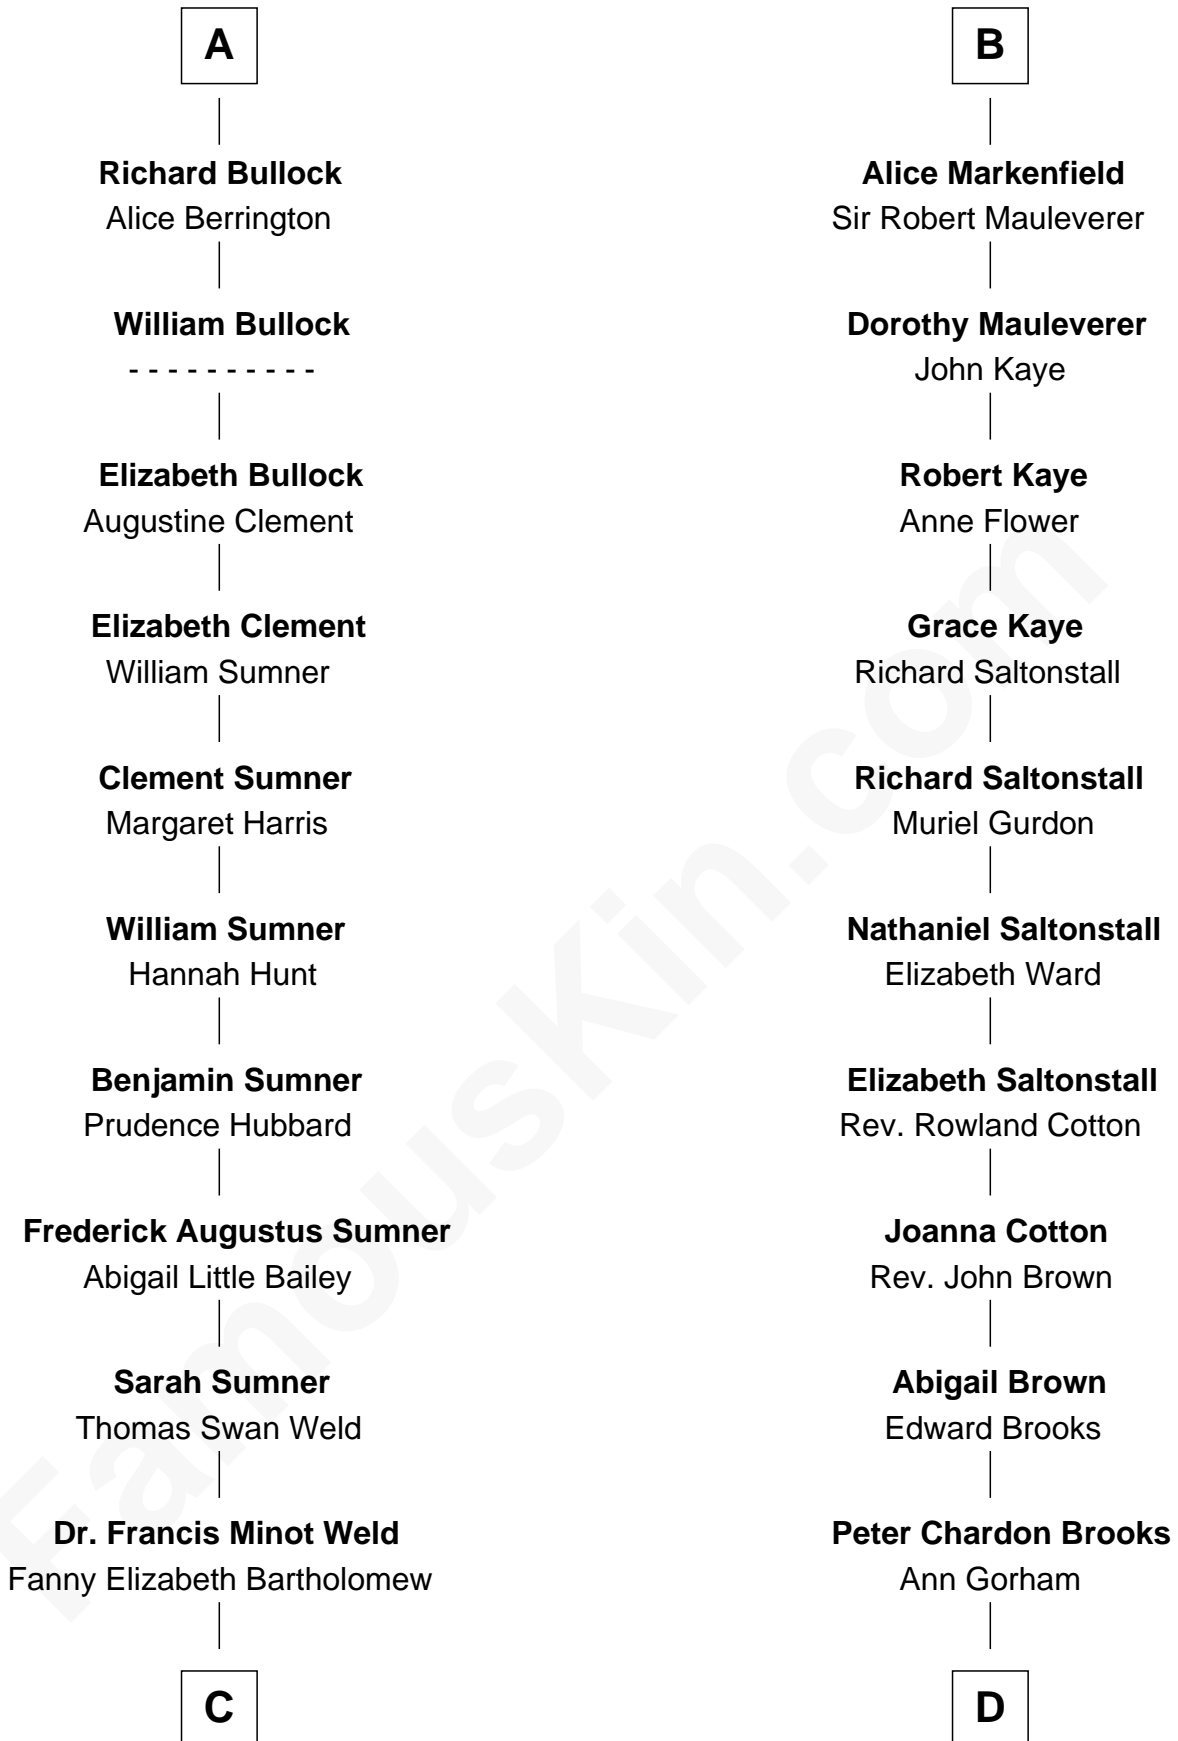 A
Richard Bullock
Alice Berrington
William Bullock
- - - - - - - - - -
Elizabeth Bullock
Augustine Clement
Elizabeth Clement
William Sumner
Clement Sumner
Margaret Harris
William Sumner
Hannah Hunt
Benjamin Sumner
Prudence Hubbard
Frederick Augustus Sumner
Abigail Little Bailey
Sarah Sumner
Thomas Swan Weld
Dr. Francis Minot Weld
Fanny Elizabeth Bartholomew
C
B
Alice Markenfield
Sir Robert Mauleverer
Dorothy Mauleverer
John Kaye
Robert Kaye
Anne Flower
Grace Kaye
Richard Saltonstall
Richard Saltonstall
Muriel Gurdon
Nathaniel Saltonstall
Elizabeth Ward
Elizabeth Saltonstall
Rev. Rowland Cotton
Joanna Cotton
Rev. John Brown
Abigail Brown
Edward Brooks
Peter Chardon Brooks
Ann Gorham
D
FamousKin.com